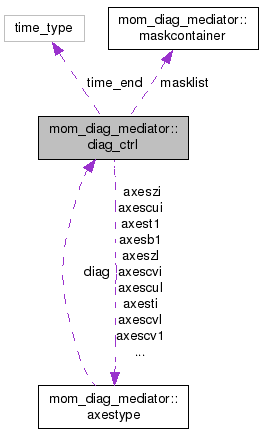 time_type
mom_diag_mediator::
maskcontainer
time_end
masklist
mom_diag_mediator::
diag_ctrl
axeszi
axescui
axest1
axesb1
axeszl
diag
axescvi
axescul
axesti
axescvl
axescv1
...
mom_diag_mediator::
axestype